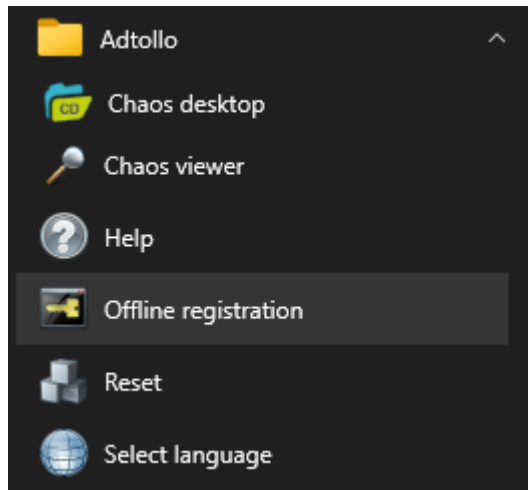 Adtollo
CD
Chaos desktop
Chaos viewer
Help
Offline registration
Reset
Select language